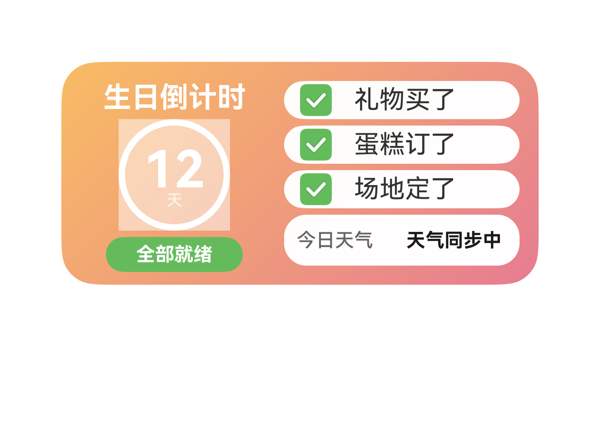 生日倒计时
12
天
全部就绪
礼物买了
蛋糕订了
场地定了
今日天气 天气同步中